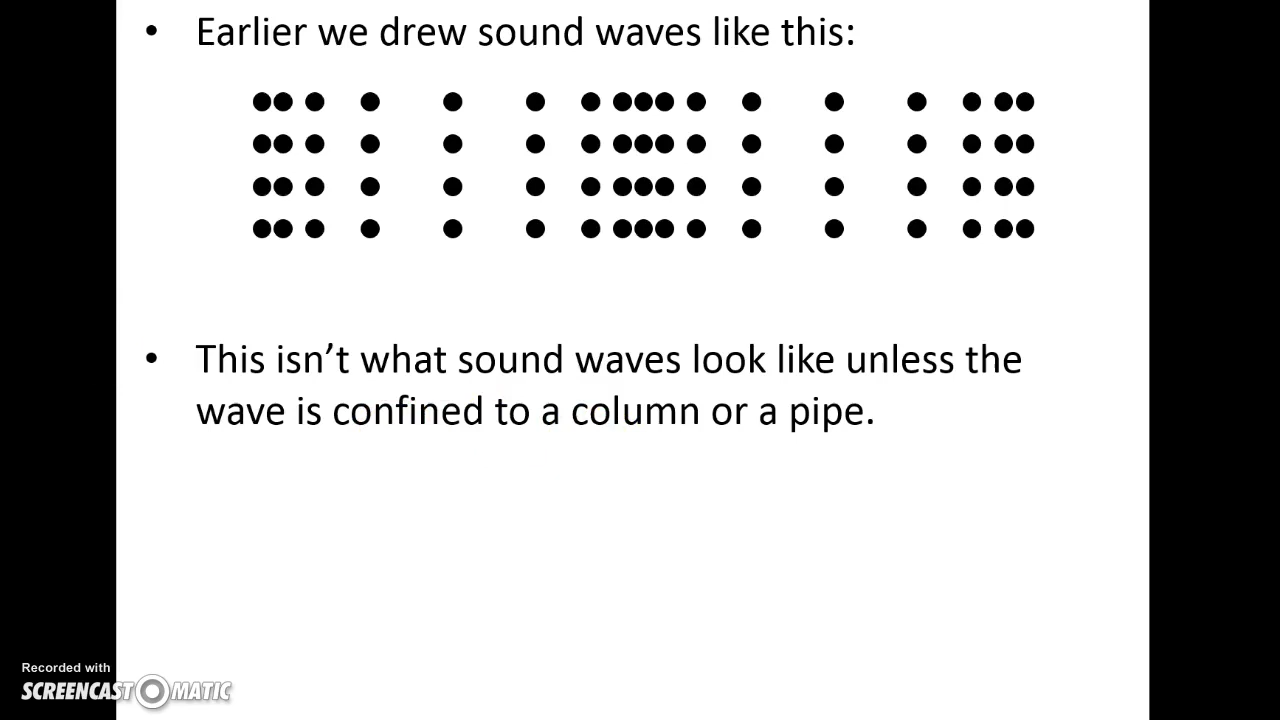 • Earlier we drew sound waves like this:
• This isn’t what sound waves look like unless the
wave is confined to a column or a pipe.
Recorded with
SCREENCAST MATIC